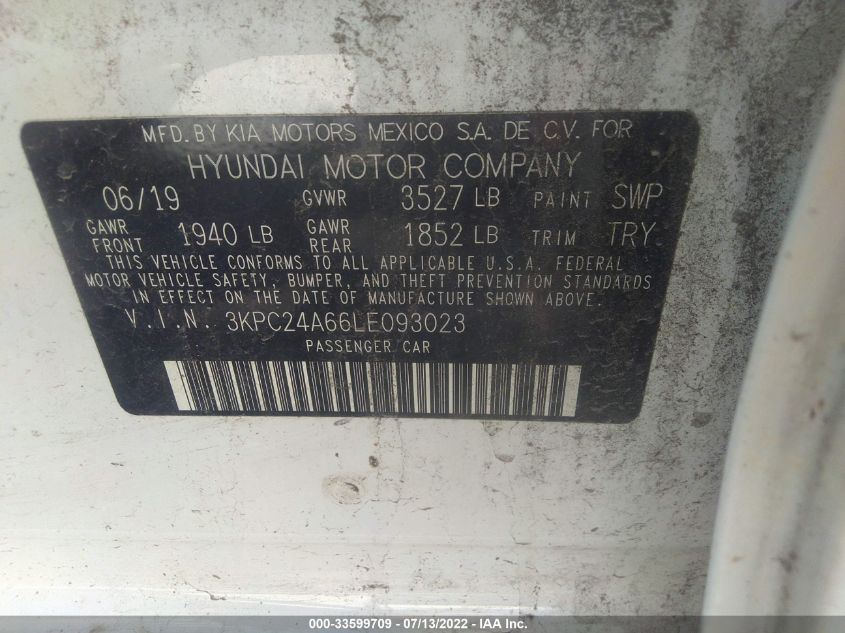 MFD. BY KIA MOTORS MEXICO S.A. DE C.V. FOR
HYUNDAI MOTOR COMPANY
06/19 GVWR 3527 LB PAINT SWP
GAWR FRONT 1940 LB GAWR REAR 1852 LB TRIM TRY
THIS VEHICLE CONFORMS TO ALL APPLICABLE U.S.A. FEDERAL
MOTOR VEHICLE SAFETY, BUMPER, AND THEFT PREVENTION STANDARDS
IN EFFECT ON THE DATE OF MANUFACTURE SHOWN ABOVE.
V.I.N. 3KPC24A66LE093023
PASSENGER CAR
000-33599709 - 07/13/2022 - IAA Inc.